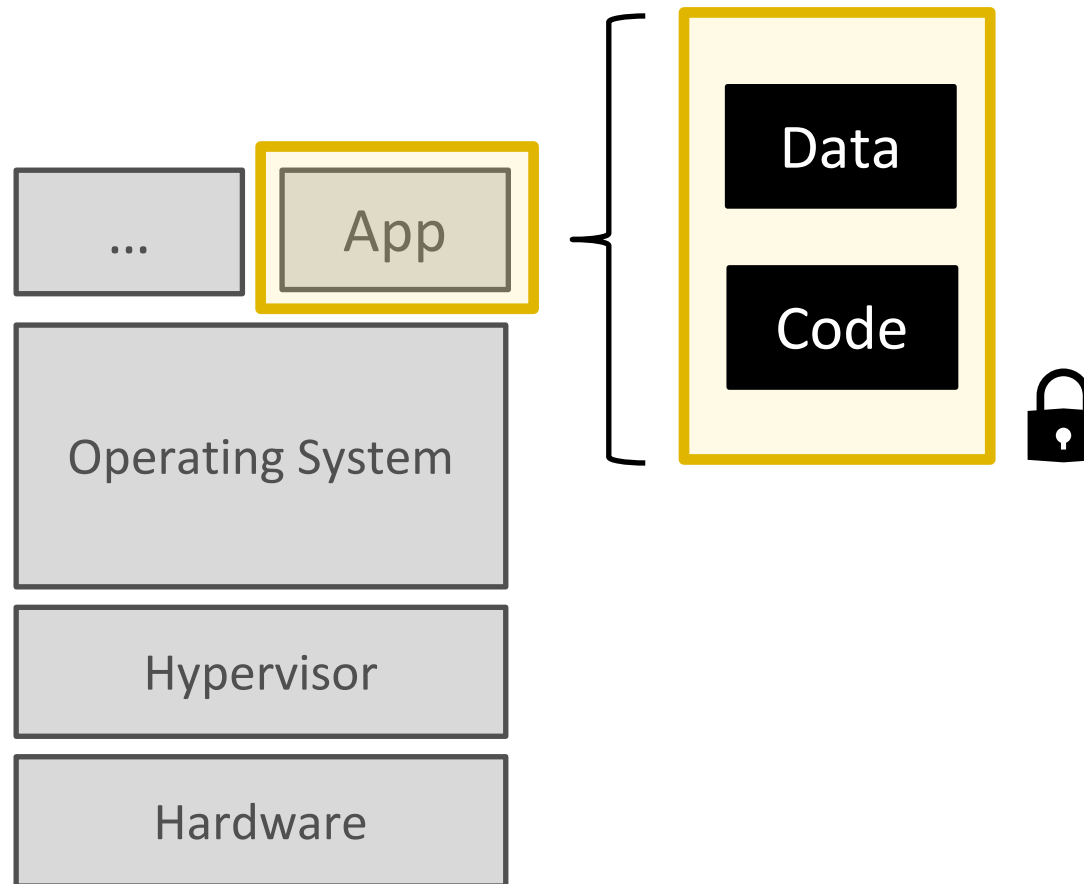 Data
...
App
Code
Operating System
Hypervisor
Hardware